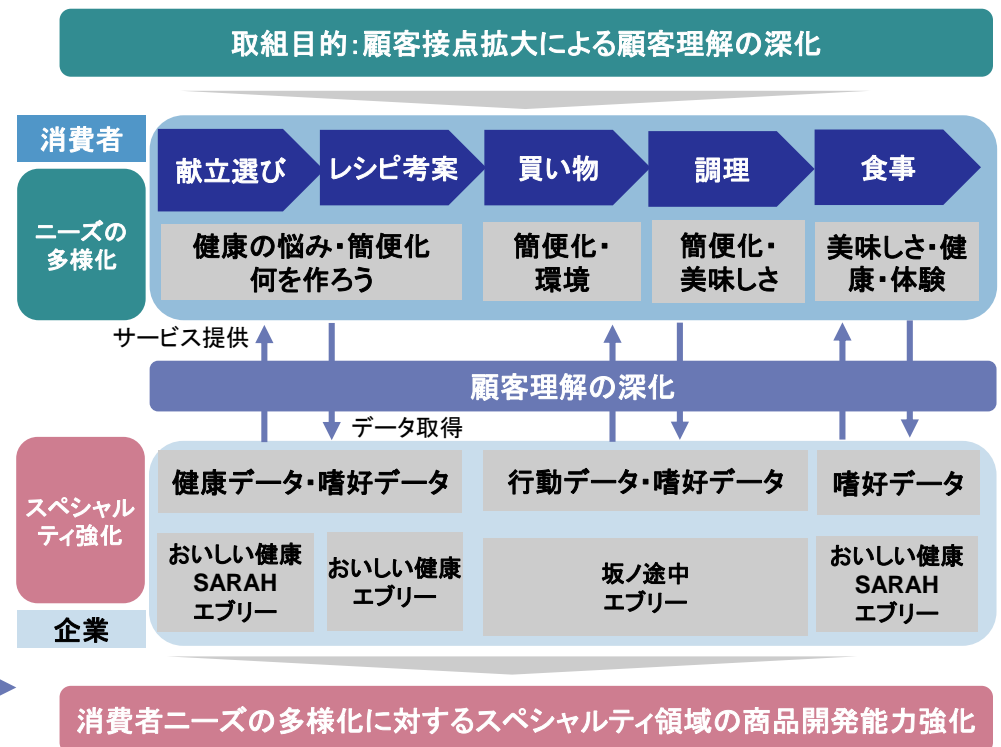 取組目的：顧客接点拡大による顧客理解の深化
消費者
献立選び
レシピ考案
買い物
調理
食事
ニーズの
多様化
健康の悩み・簡便化
何を作ろう
簡便化・
環境
簡便化・
美味しさ
美味しさ・健
康・体験
サービス提供
顧客理解の深化
データ取得
スペシャル
ティ強化
健康データ・嗜好データ
行動データ・嗜好データ
嗜好データ
おいしい健康
SARAH
エブリー
おいしい健康
エブリー
坂ノ途中
エブリー
おいしい健康
SARAH
エブリー
企業
消費者ニーズの多様化に対するスペシャルティ領域の商品開発能力強化